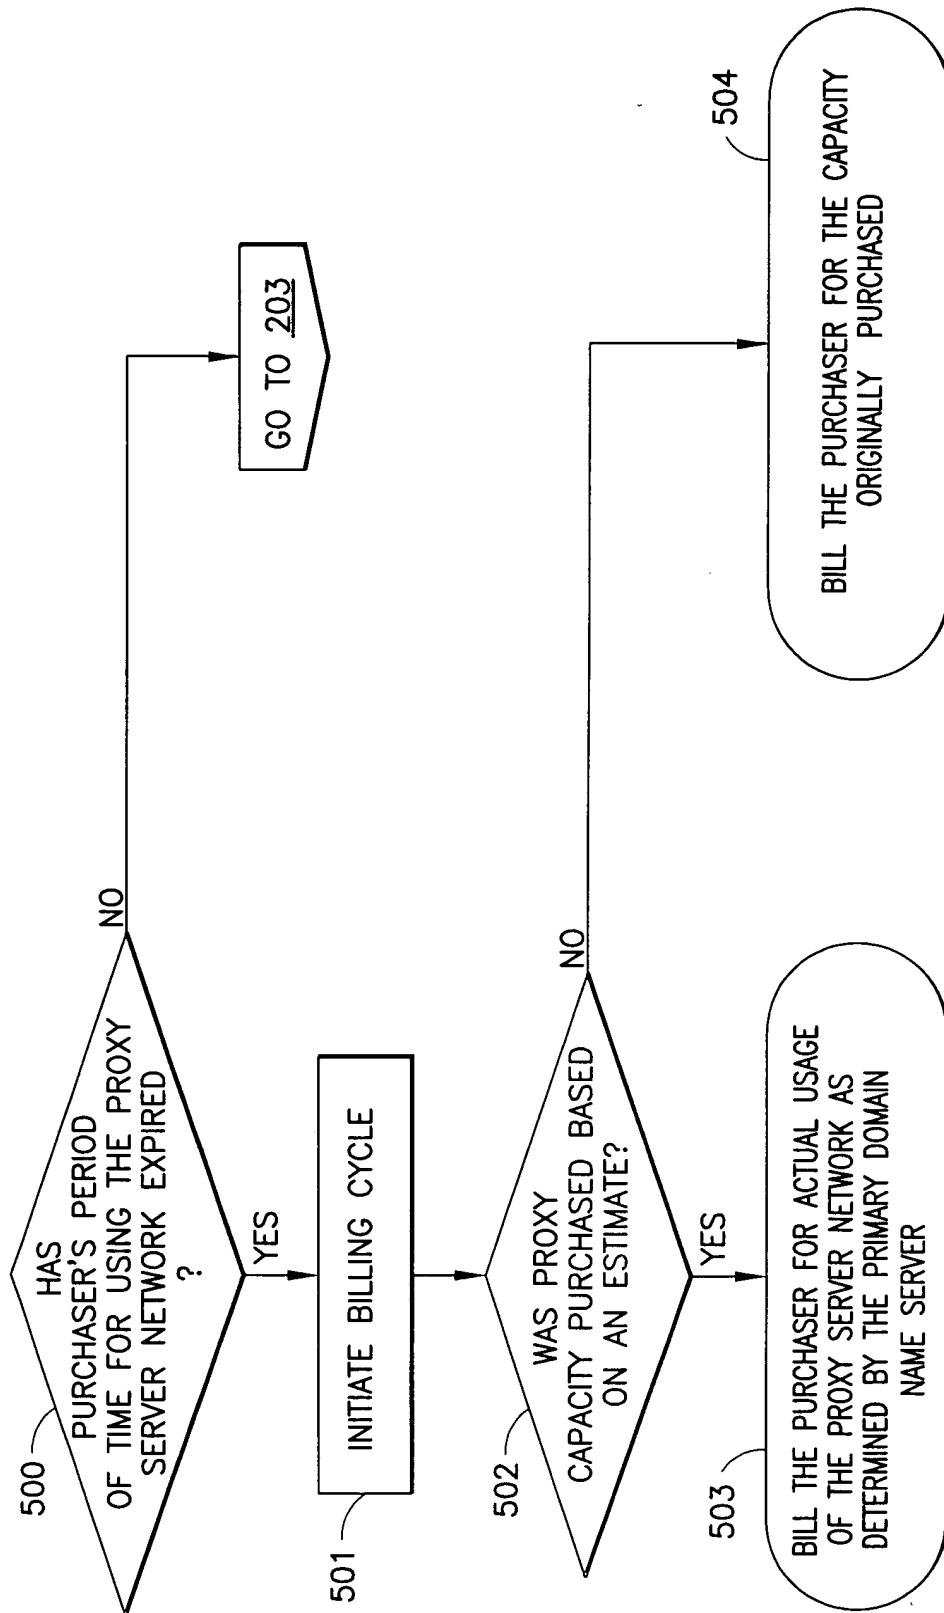 500
HAS
PURCHASER'S PERIOD
OF TIME FOR USING THE PROXY
SERVER NETWORK EXPIRED
?
NO
GO TO 203
YES
501
INITIATE BILLING CYCLE
502
WAS PROXY
CAPACITY PURCHASED BASED
ON AN ESTIMATE?
NO
YES
503
BILL THE PURCHASER FOR ACTUAL USAGE
OF THE PROXY SERVER NETWORK AS
DETERMINED BY THE PRIMARY DOMAIN
NAME SERVER
504
BILL THE PURCHASER FOR THE CAPACITY
ORIGINALLY PURCHASED